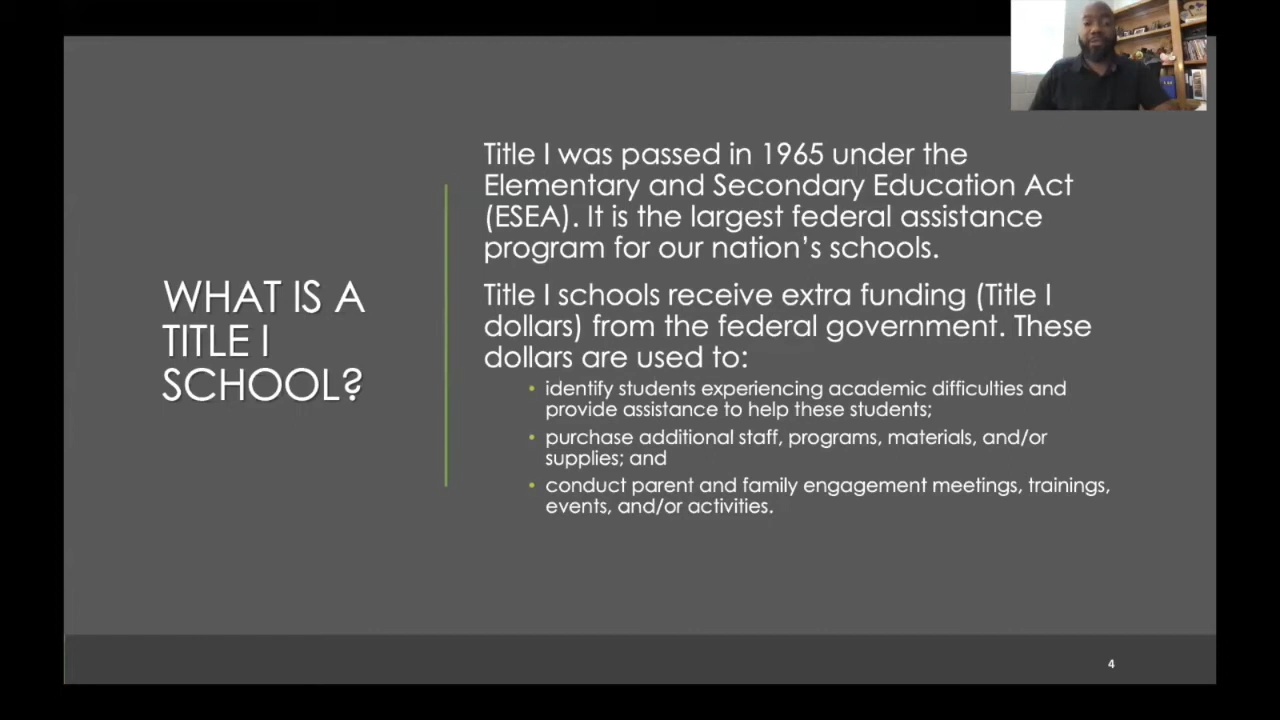 WHAT IS A
TITLE I
SCHOOL?
Title I was passed in 1965 under the
Elementary and Secondary Education Act
(ESEA). It is the largest federal assistance
program for our nation's schools.
Title I schools receive extra funding (Title I
dollars) from the federal government. These
dollars are used to:
• identify students experiencing academic difficulties and
provide assistance to help these students;
• purchase additional staff, programs, materials, and/or
supplies; and
• conduct parent and family engagement meetings, trainings,
events, and/or activities.
4